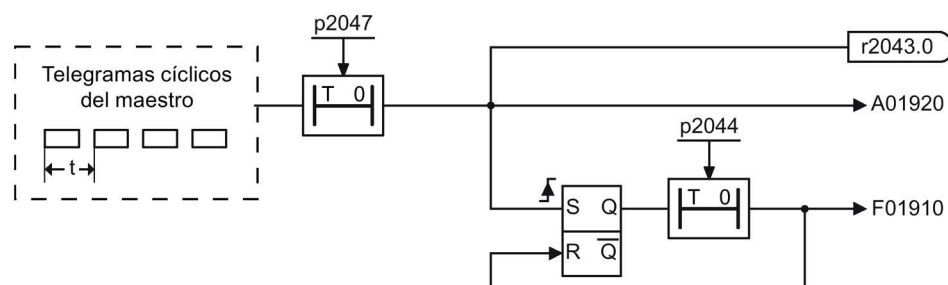 p2047
r2043.0
Telegramas cíclicos
del maestro
T 0
A01920
t
p2044
S Q
T 0
F01910
R Q̅